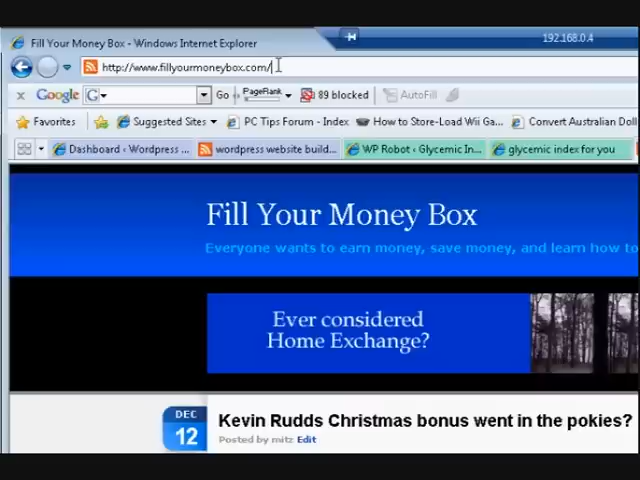 192.168.0.4
Fill Your Money Box - Windows Internet Explorer
http://www.fillyourmoneybox.com/
x Google G Go PageRank 89 blocked AutoFill
Favorites Suggested Sites PC Tips Forum - Index How to Store-Load Wii Ga... Convert Australian Doll
Dashboard ‹ Wordpress ... wordpress website build... WP Robot ‹ Glycemic In... glycemic index for you
Fill Your Money Box
Everyone wants to earn money, save money, and learn how to
Ever considered
Home Exchange?
DEC
12
Kevin Rudds Christmas bonus went in the pokies?
Posted by mitz Edit